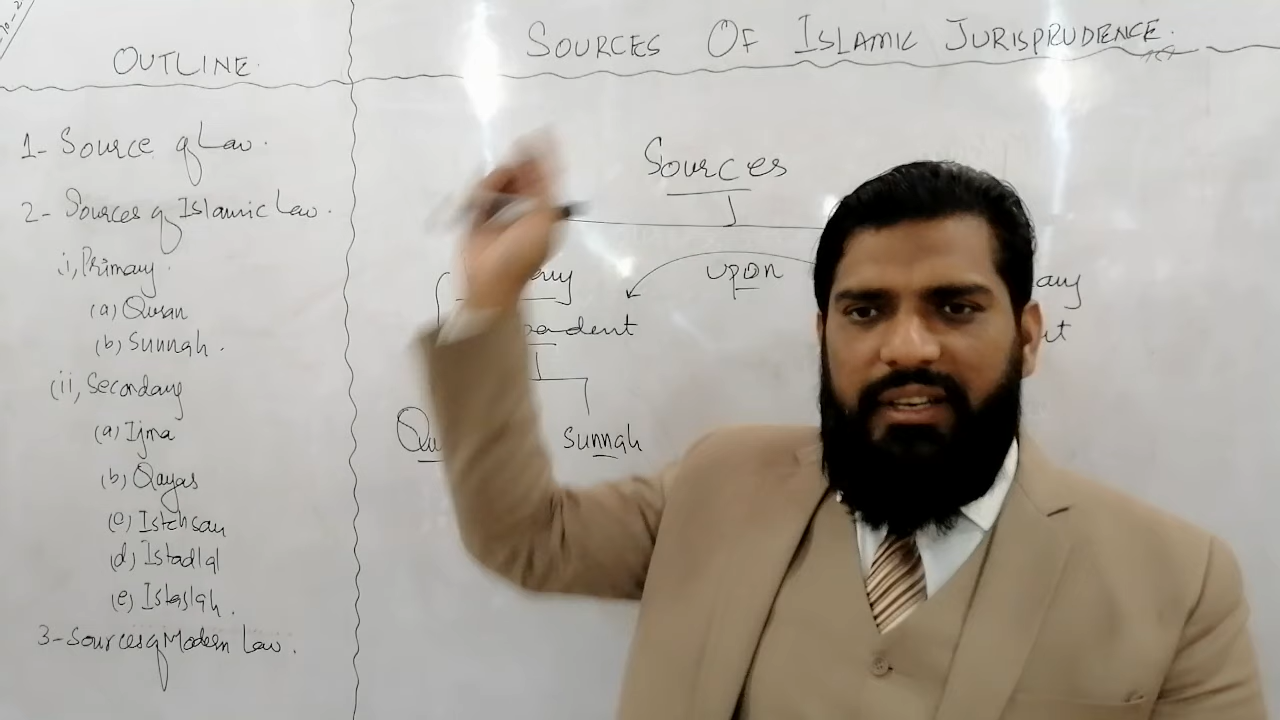 OUTLINE.
1- Source of Law.
2- Sources of Islamic Law.
i, Primary.
(a) Quran
(b) Sunnah.
(ii, Secondary
(a) Ijma
(b) Qayas
(c) Istehsan
(d) Istadlal
(e) Istaslah.
3- Sources of Modern Law.
SOURCES OF ISLAMIC JURISPRUDENCE.
Sources
upon
Sunnah